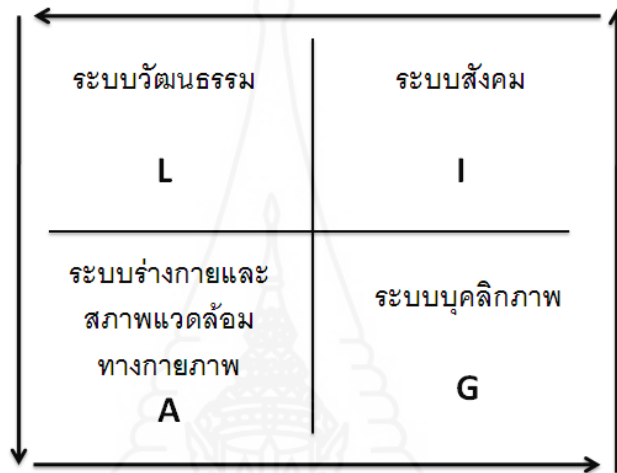 ระบบวัฒนธรรม
L
ระบบสังคม
I
ระบบร่างกายและ
สภาพแวดล้อม
ทางกายภาพ
A
ระบบบุคลิกภาพ
G